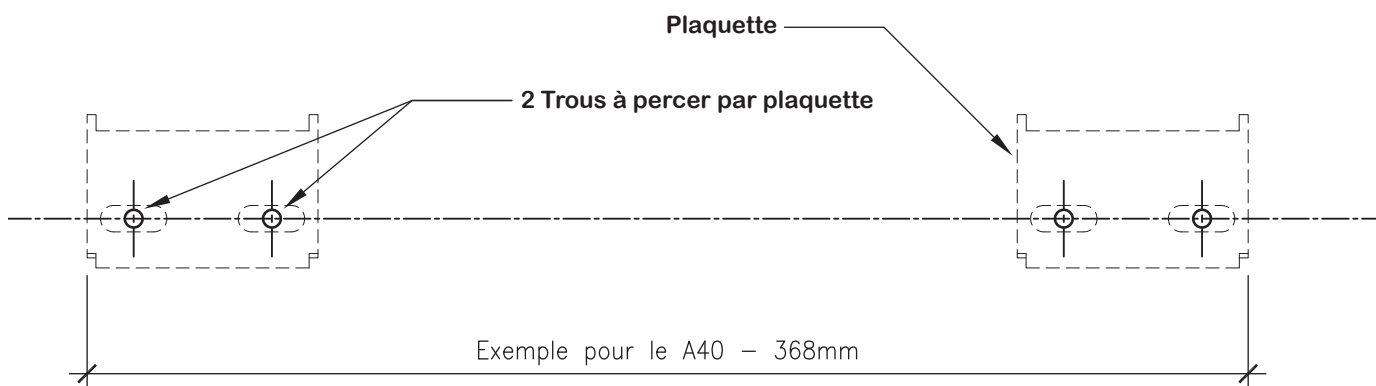 Plaquette
2 Trous à percer par plaquette
Exemple pour le A40 – 368mm